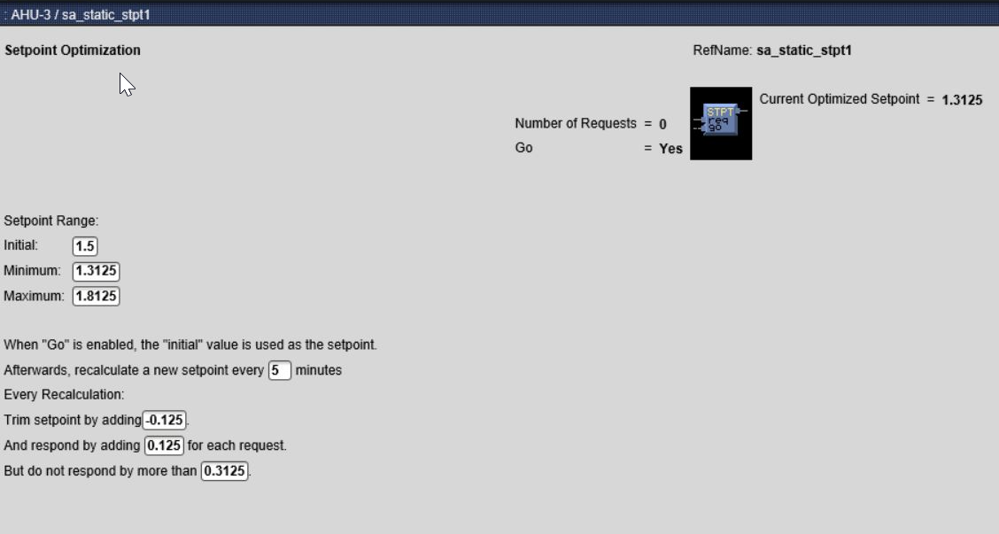 : AHU-3 / sa_static_stpt1
Setpoint Optimization
RefName: sa_static_stpt1
Current Optimized Setpoint = 1.3125
Number of Requests = 0
Go = Yes
STPT
req
go
Setpoint Range:
Initial: 1.5
Minimum: 1.3125
Maximum: 1.8125
When "Go" is enabled, the "initial" value is used as the setpoint.
Afterwards, recalculate a new setpoint every 5 minutes
Every Recalculation:
Trim setpoint by adding -0.125.
And respond by adding 0.125 for each request.
But do not respond by more than 0.3125.